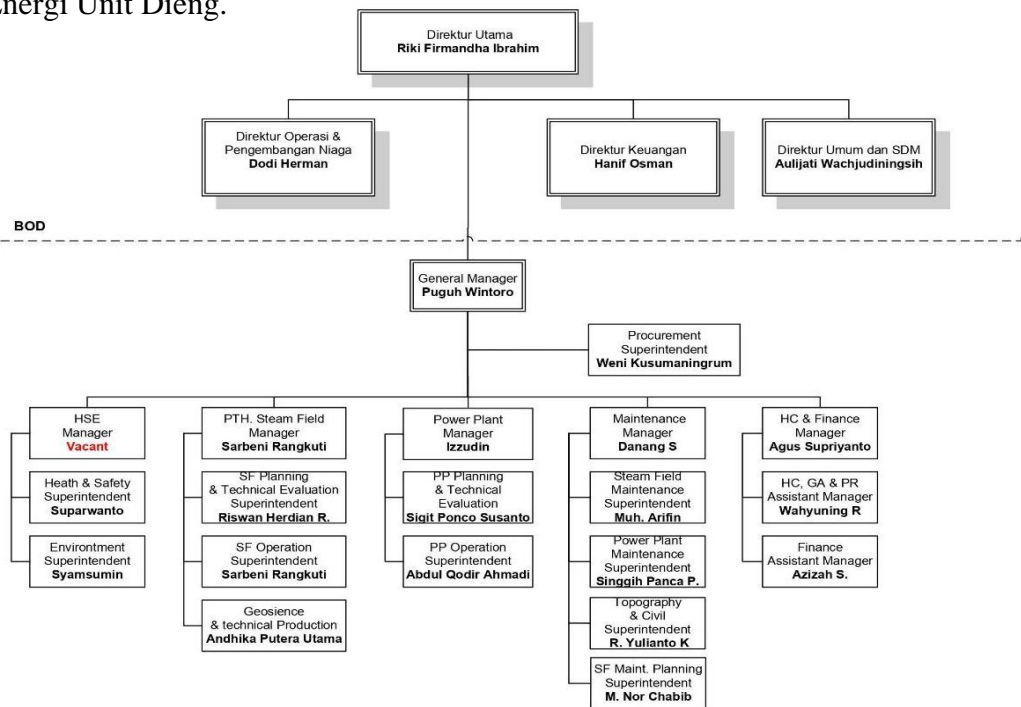 Energi Unit Dieng.
Direktur Utama
Riki Firmandha Ibrahim
Direktur Operasi &
Pengembangan Niaga
Dodi Herman
Direktur Keuangan
Hanif Osman
Direktur Umum dan SDM
Aulijati Wachjudiningsih
BOD
General Manager
Puguh Wintoro
Procurement
Superintendent
Weni Kusumaningrum
HSE
Manager
Vacant
Heath & Safety
Superintendent
Suparwanto
Environtment
Superintendent
Syamsumin
PTH. Steam Field
Manager
Sarbeni Rangkuti
SF Planning
& Technical Evaluation
Superintendent
Riswan Herdian R.
SF Operation
Superintendent
Sarbeni Rangkuti
Geosience
& technical Production
Andhika Putera Utama
Power Plant
Manager
Izzudin
PP Planning
& Technical
Evaluation
Sigit Ponco Susanto
PP Operation
Superintendent
Abdul Qodir Ahmadi
Maintenance
Manager
Danang S
Steam Field
Maintenance
Superintendent
Muh. Arifin
Power Plant
Maintenance
Superintendent
Singgih Panca P.
Topography
& Civil
Superintendent
R. Yulianto K
SF Maint. Planning
Superintendent
M. Nor Chabib
HC & Finance
Manager
Agus Supriyanto
HC, GA & PR
Assistant Manager
Wahyuning R
Finance
Assistant Manager
Azizah S.